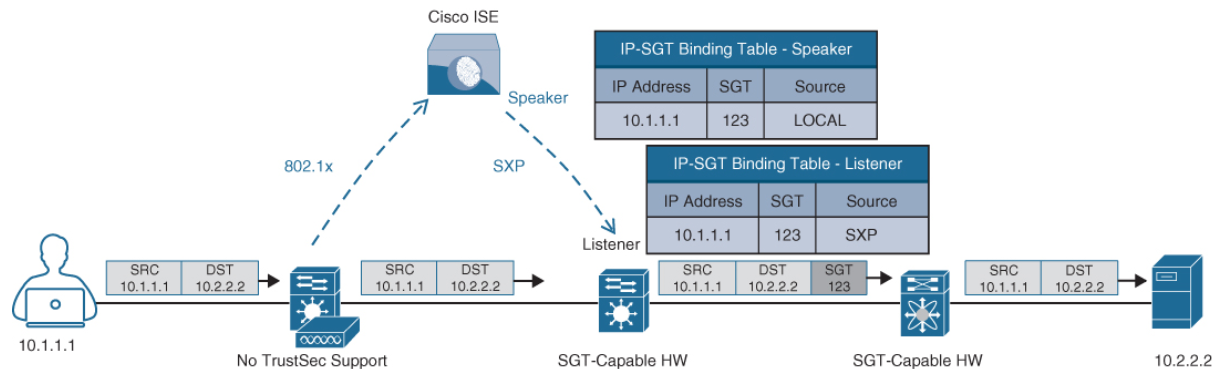 Cisco ISE
IP-SGT Binding Table - Speaker
IP Address SGT Source
10.1.1.1 123 LOCAL
Speaker
802.1x
SXP
IP-SGT Binding Table - Listener
IP Address SGT Source
10.1.1.1 123 SXP
Listener
SRC DST
10.1.1.1 10.2.2.2
SRC DST
10.1.1.1 10.2.2.2
SRC DST SGT
10.1.1.1 10.2.2.2 123
SRC DST
10.1.1.1 10.2.2.2
10.1.1.1
No TrustSec Support
SGT-Capable HW
SGT-Capable HW
10.2.2.2